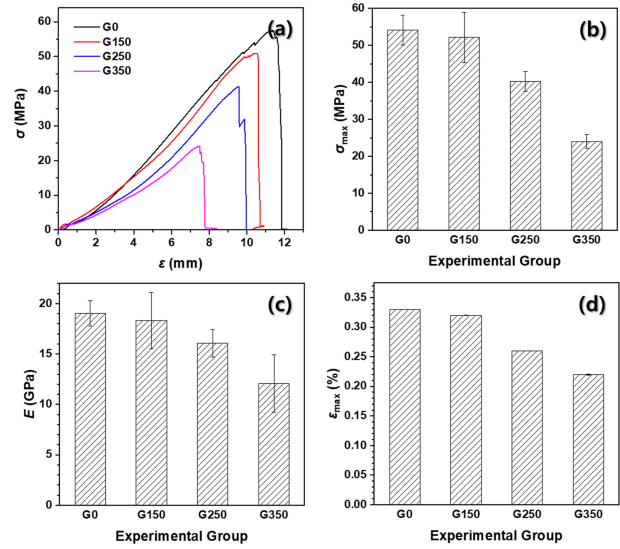 (a)
G0
G150
G250
G350
60
50
40
30
20
10
0
σ (MPa)
0 2 4 6 8 10 12
ε (mm)
(b)
60
50
40
30
20
10
0
σmax (MPa)
G0 G150 G250 G350
Experimental Group
(c)
20
15
10
5
0
E (GPa)
G0 G150 G250 G350
Experimental Group
(d)
0.35
0.30
0.25
0.20
0.15
0.10
0.05
0.00
εmax (%)
G0 G150 G250 G350
Experimental Group